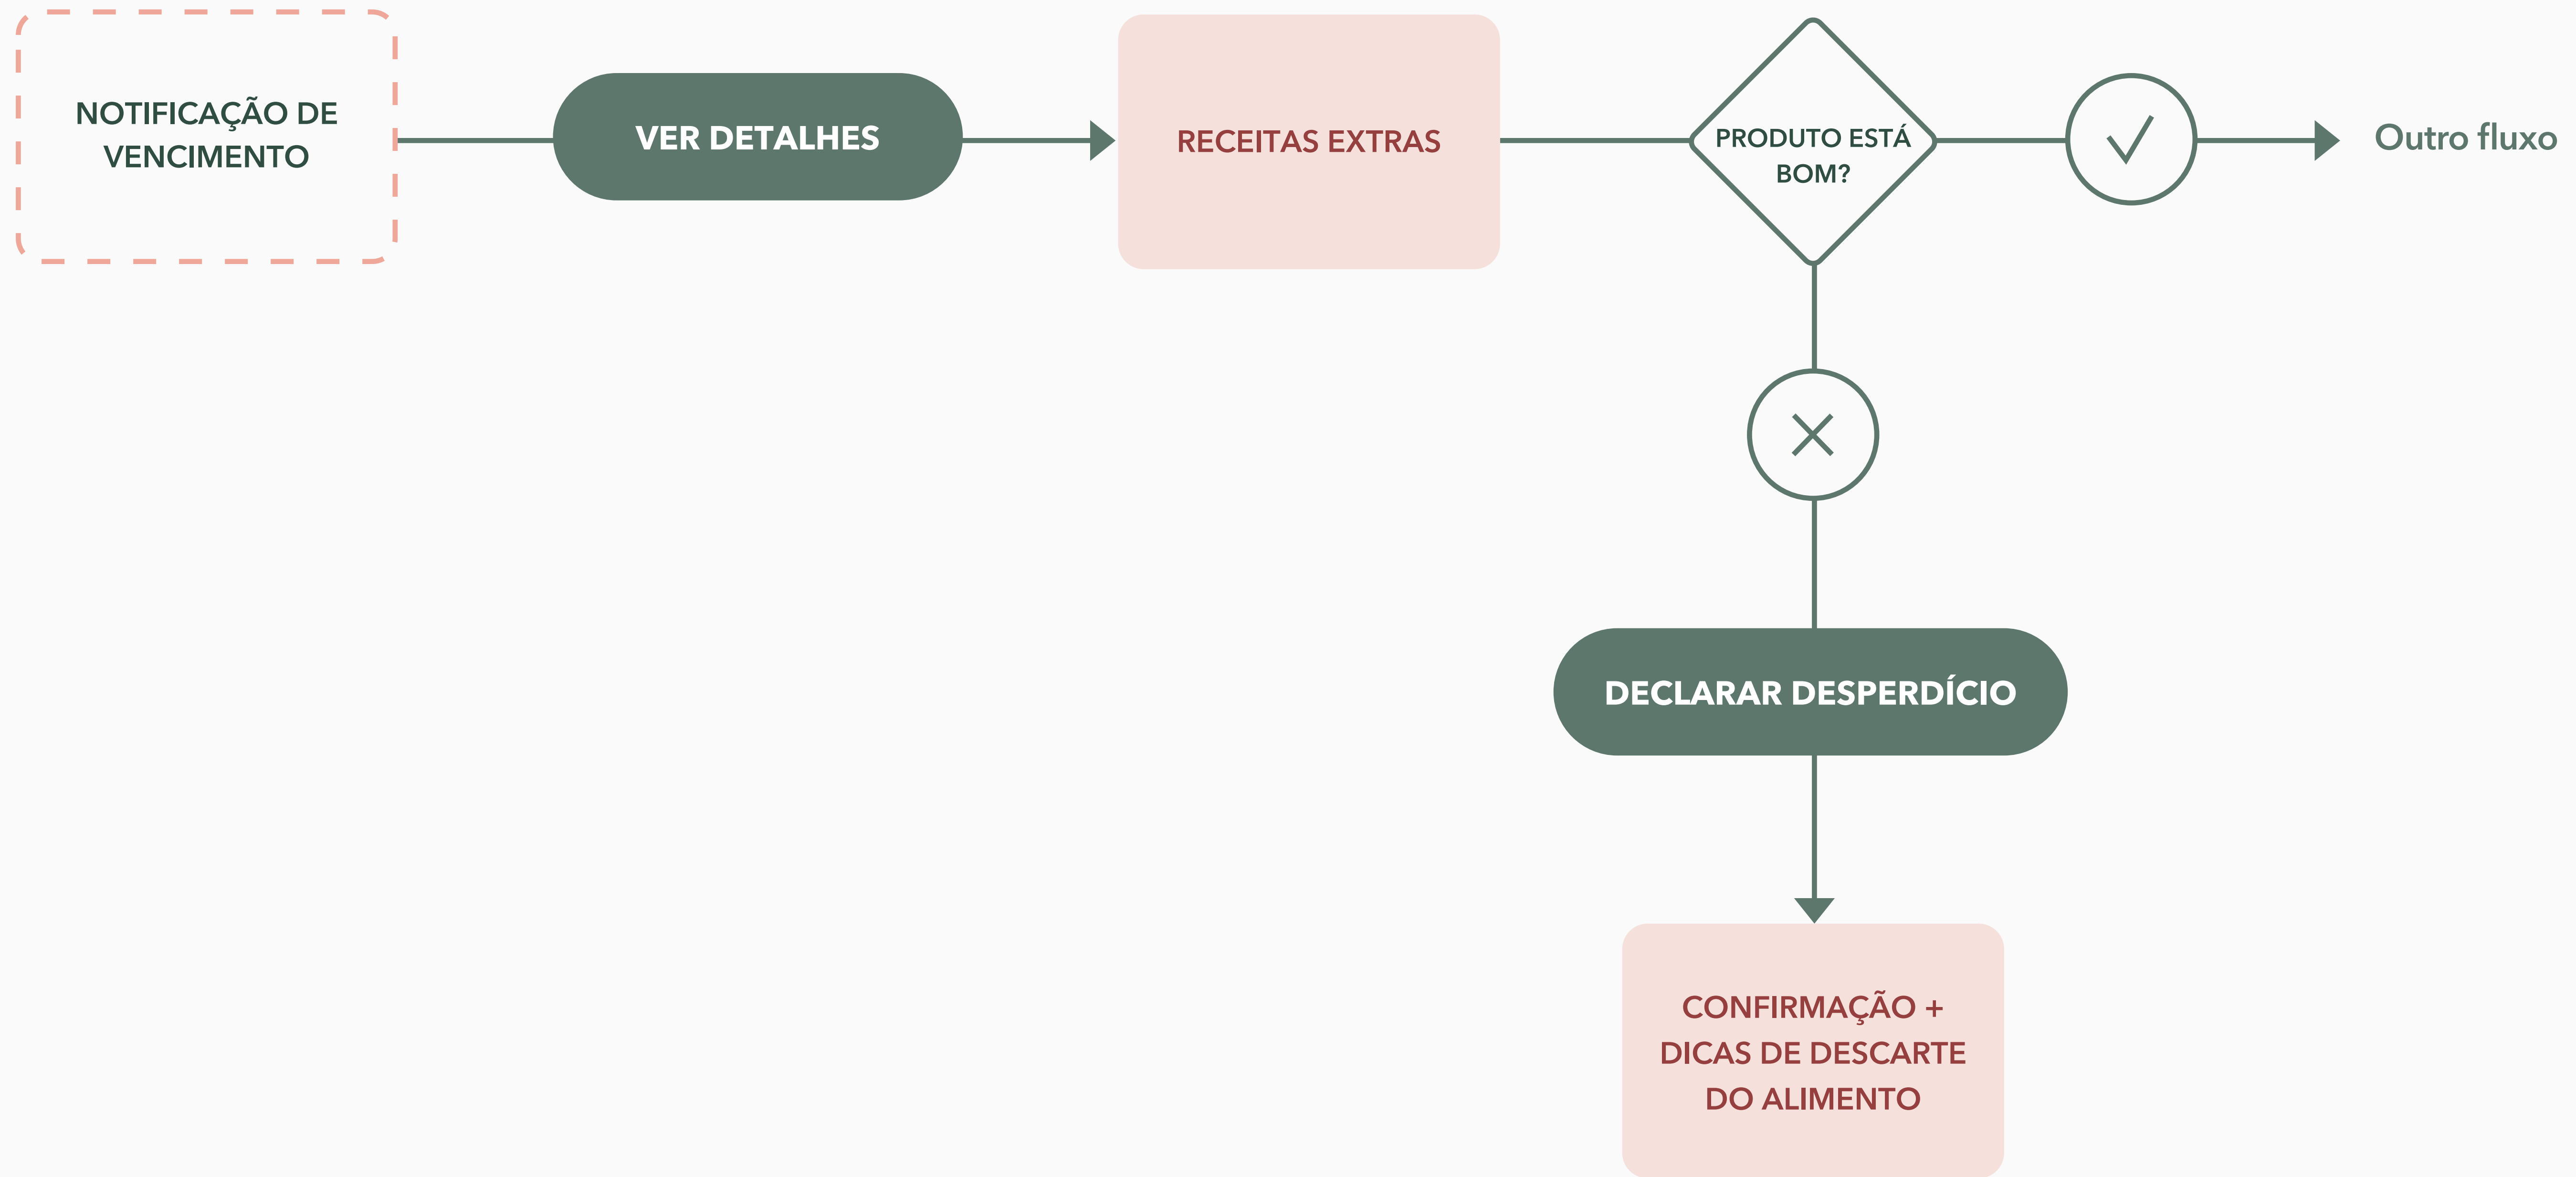 NOTIFICAÇÃO DE
VENCIMENTO
VER DETALHES
RECEITAS EXTRAS
PRODUTO ESTÁ
BOM?
Outro fluxo
DECLARAR DESPERDÍCIO
CONFIRMAÇÃO +
DICAS DE DESCARTE
DO ALIMENTO